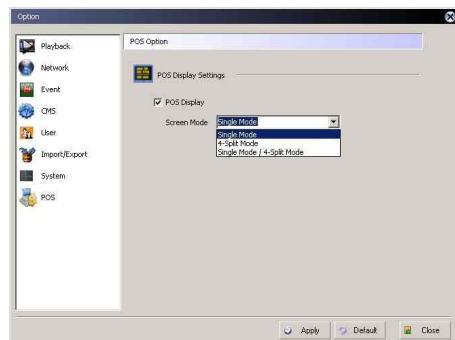 Option
Playback
Network
Event
CMS
User
Import/Export
System
POS
POS Option
POS Display Settings
POS Display
Screen Mode Single Mode
Single Mode
4-Split Mode
Single Mode / 4-Split Mode
Apply Default Close